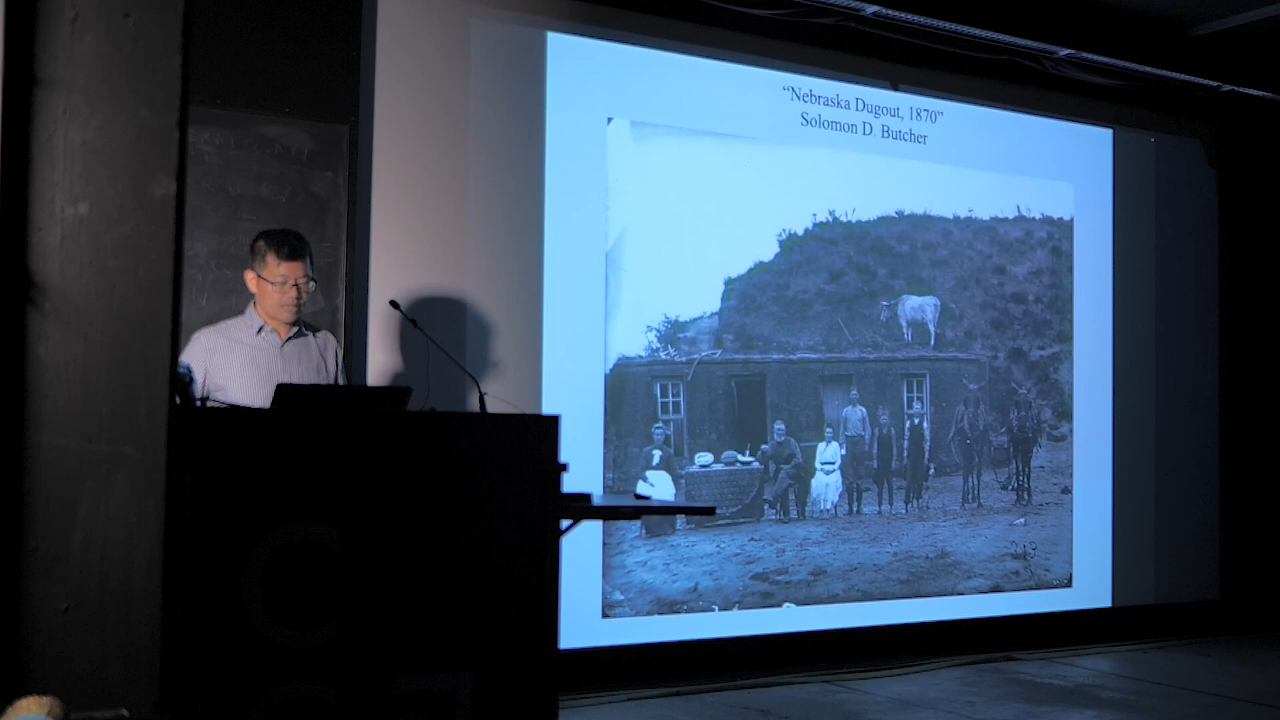 “Nebraska Dugout, 1870”
Solomon D. Butcher